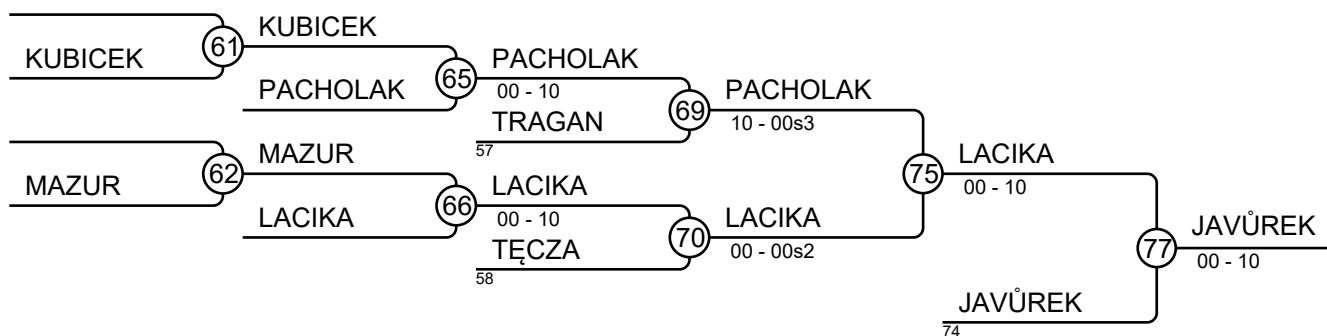 KUBICEK
61
KUBICEK
PACHOLAK
65
PACHOLAK
00 - 10
TRAGAN
57
69
PACHOLAK
10 - 00s3
MAZUR
62
MAZUR
LACIKA
66
LACIKA
00 - 10
TĘCZA
58
70
LACIKA
00 - 00s2
75
LACIKA
00 - 10
JAVŮREK
74
77
JAVŮREK
00 - 10